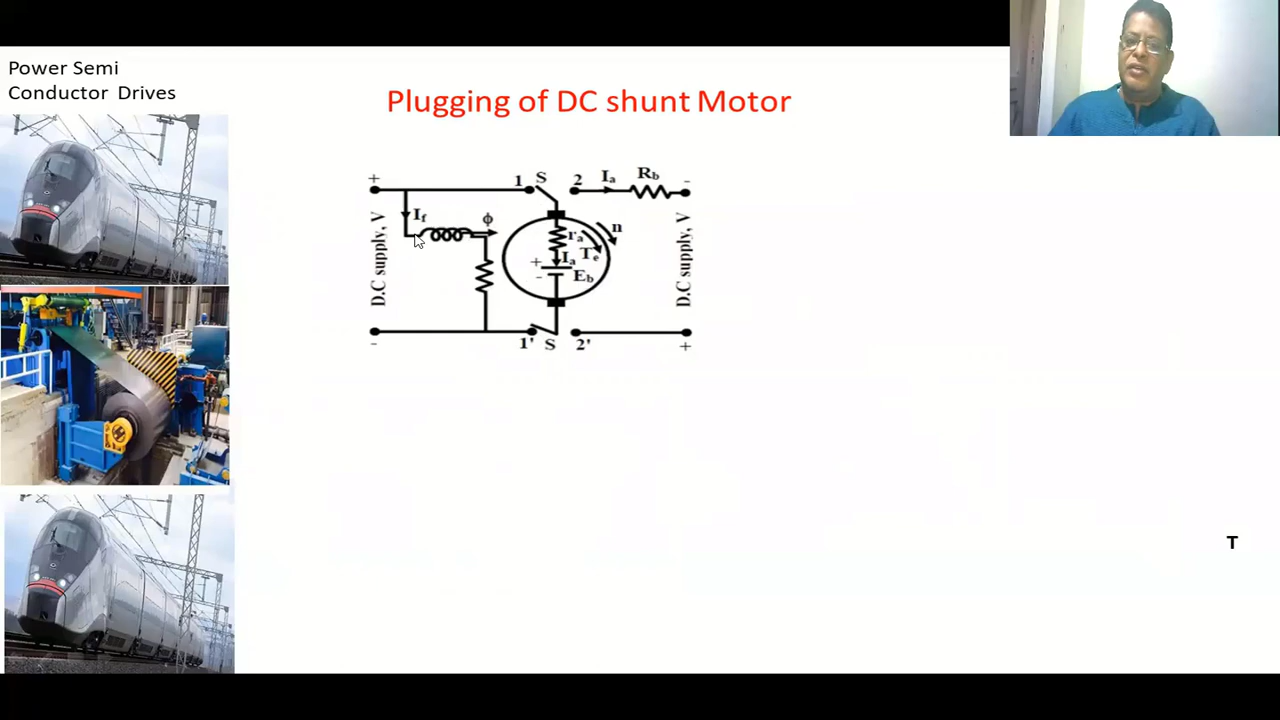 Power Semi
Conductor Drives
Plugging of DC shunt Motor
+
1 S 2 Ia Rb -
If
ϕ
n
ra
Te
Ia
+
-
Eb
D.C supply, V
D.C supply, V
-
1' S 2'
+
T